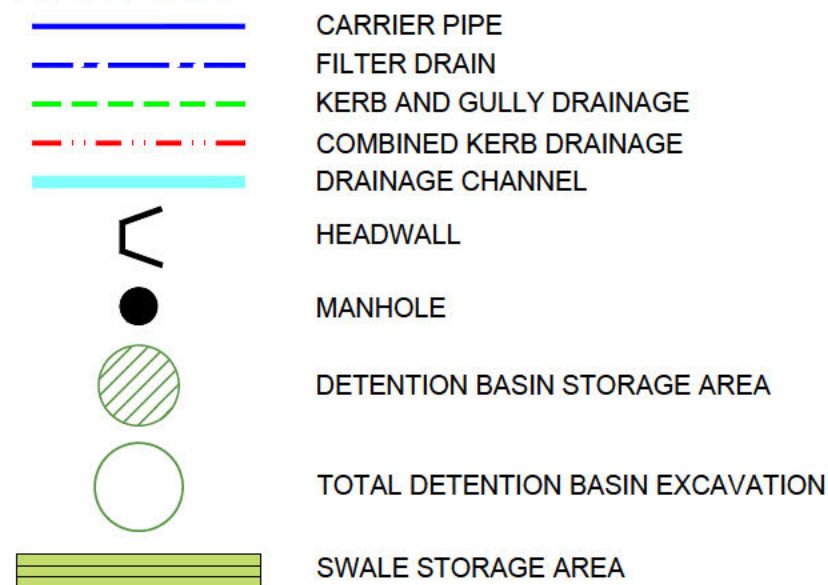 CARRIER PIPE
FILTER DRAIN
KERB AND GULLY DRAINAGE
COMBINED KERB DRAINAGE
DRAINAGE CHANNEL
HEADWALL
MANHOLE
DETENTION BASIN STORAGE AREA
TOTAL DETENTION BASIN EXCAVATION
SWALE STORAGE AREA